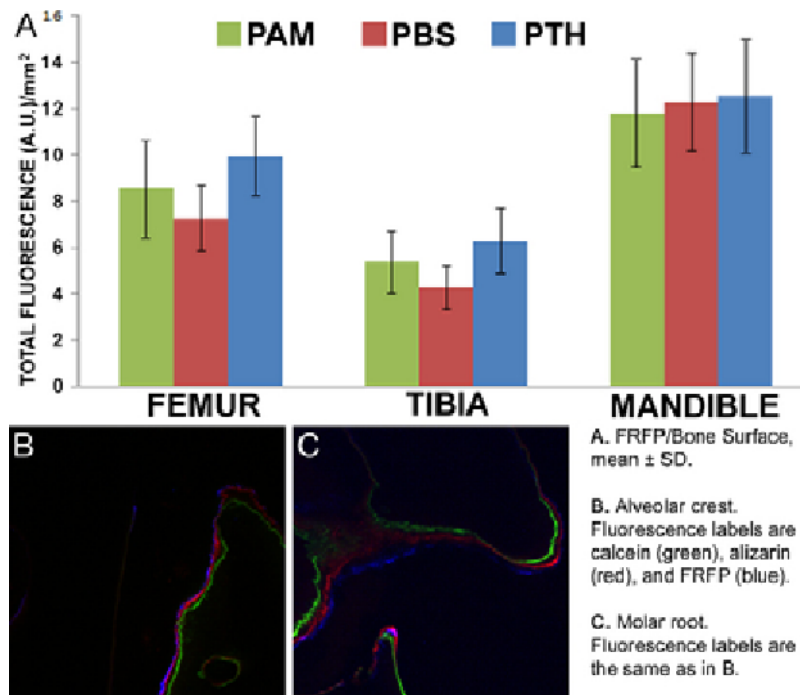 A
PAM PBS PTH
TOTAL FLUORESCENCE (A.U.)/mm²
16
14
12
10
8
6
4
2
0
FEMUR TIBIA MANDIBLE
B
C
A. FRFP/Bone Surface,
mean ± SD.
B. Alveolar crest.
Fluorescence labels are
calcein (green), alizarin
(red), and FRFP (blue).
C. Molar root.
Fluorescence labels are
the same as in B.